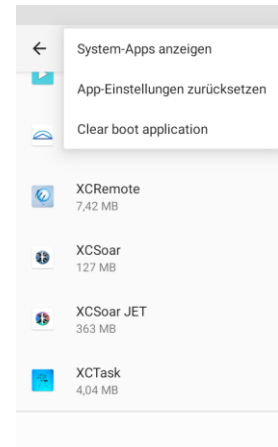 System-Apps anzeigen
App-Einstellungen zurücksetzen
Clear boot application
XCRemote
7,42 MB
XCSoar
127 MB
XCSoar JET
363 MB
XCTask
4,04 MB